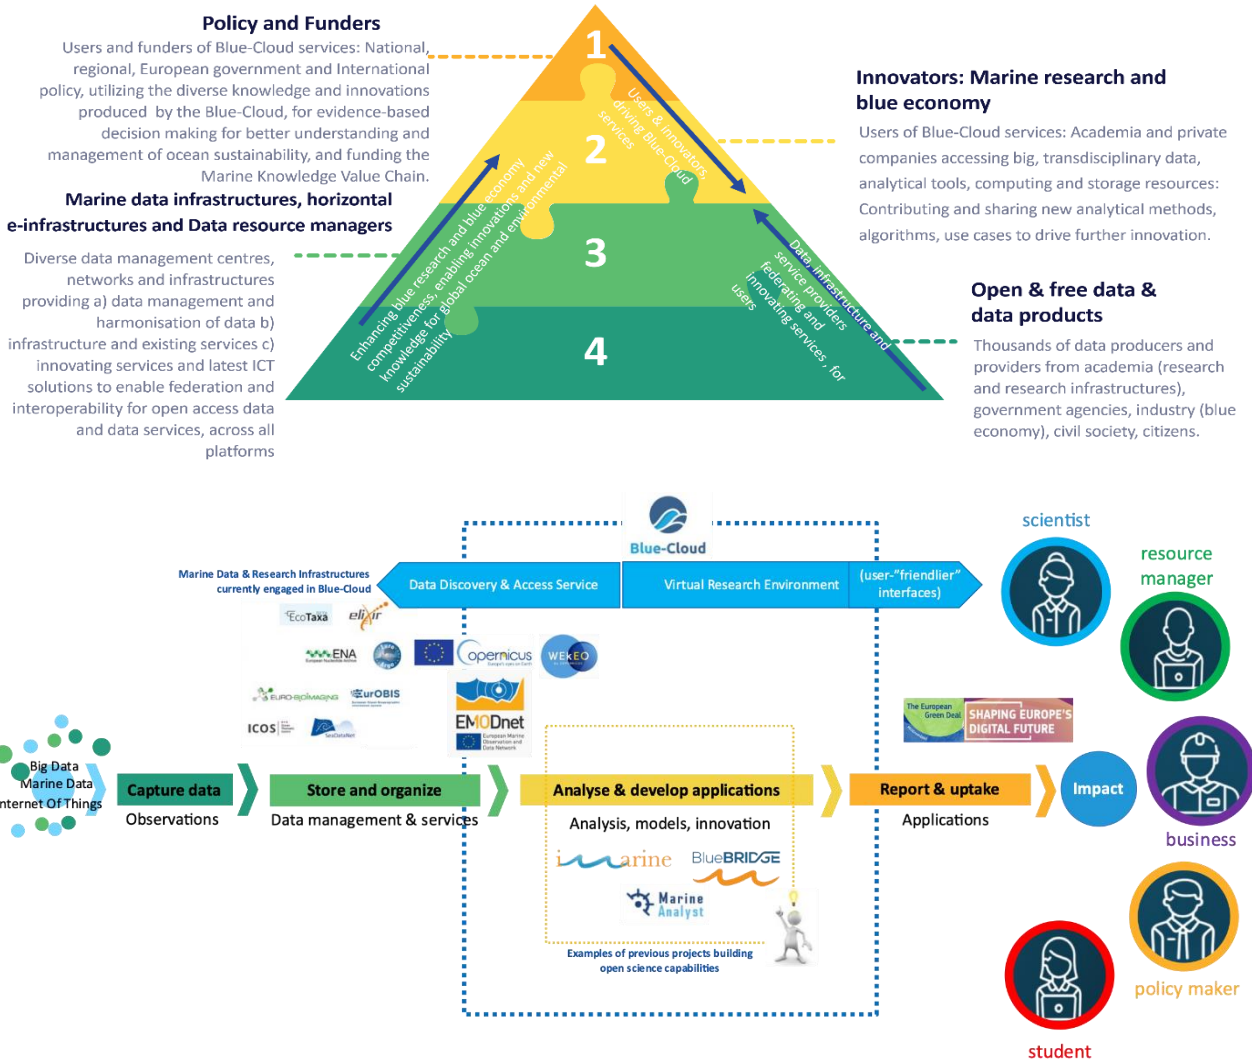 Policy and Funders
Users and funders of Blue-Cloud services: National,
regional, European government and International
policy, utilizing the diverse knowledge and innovations
produced by the Blue-Cloud, for evidence-based
decision making for better understanding and
management of ocean sustainability, and funding the
Marine Knowledge Value Chain.
Marine data infrastructures, horizontal
e-infrastructures and Data resource managers
Diverse data management centres,
networks and infrastructures
providing a) data management and
harmonisation of data b)
infrastructure and existing services c)
innovating services and latest ICT
solutions to enable federation and
interoperability for open access data
and data services, across all
platforms
1
2
3
4
Users & innovators,
driving Blue-Cloud
services
Enhancing blue research and blue economy
competitiveness, enabling innovations and new
knowledge for global ocean and environmental
sustainability
Data, infrastructure and
service providers
federating and
innovating services, for
users
Innovators: Marine research and
blue economy
Users of Blue-Cloud services: Academia and private
companies accessing big, transdisciplinary data,
analytical tools, computing and storage resources:
Contributing and sharing new analytical methods,
algorithms, use cases to drive further innovation.
Open & free data &
data products
Thousands of data producers and
providers from academia (research
and research infrastructures),
government agencies, industry (blue
economy), civil society, citizens.
Blue-Cloud
Marine Data & Research Infrastructures
currently engaged in Blue-Cloud
Data Discovery & Access Service
Virtual Research Environment
(user-"friendlier"
interfaces)
scientist
resource
manager
EcoTaxa
elixir
ENA
European Nucleotide Archive
opernicus
WEkEO
EURO-BIOIMAGING
EurOBIS
ICOS
SeaDataNet
EMODnet
European Marine
Observation and
Data Network
The European
Green Deal
SHAPING EUROPE'S
DIGITAL FUTURE
Big Data
Marine Data
Internet Of Things
Capture data
Observations
Store and organize
Data management & services
Analyse & develop applications
Analysis, models, innovation
Report & uptake
Applications
Impact
business
iMarine
BlueBRIDGE
Marine
Analyst
Examples of previous projects building
open science capabilities
policy maker
student